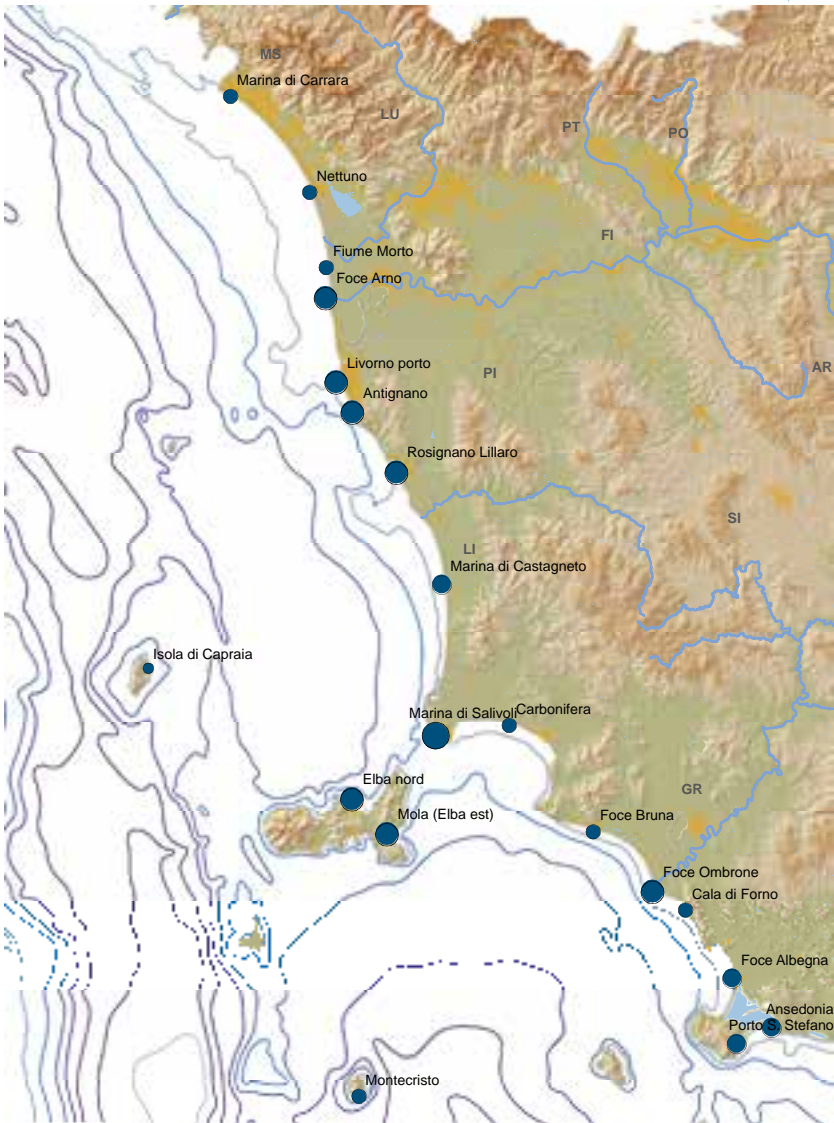 MS
Marina di Carrara
LU
PT
PO
Nettuno
FI
Fiume Morto
Foce Arno
Livorno porto
PI
AR
Antignano
Rosignano Lillaro
SI
LI
Marina di Castagneto
Isola di Capraia
Marina di Salivoli
Carbonifera
Elba nord
GR
Mola (Elba est)
Foce Bruna
Foce Ombrone
Cala di Forno
Foce Albegna
Ansedonia
Porto S. Stefano
Montecristo